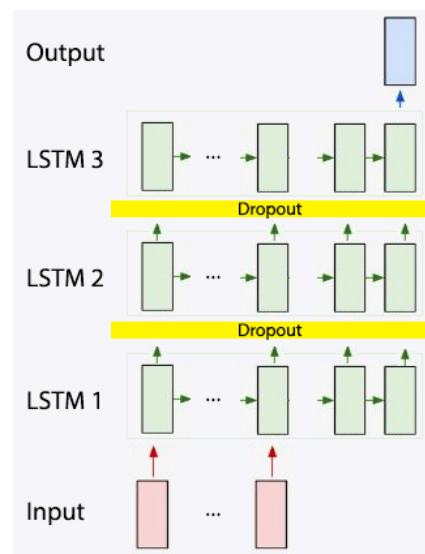 Output
LSTM 3
...
Dropout
LSTM 2
...
Dropout
LSTM 1
...
Input
...